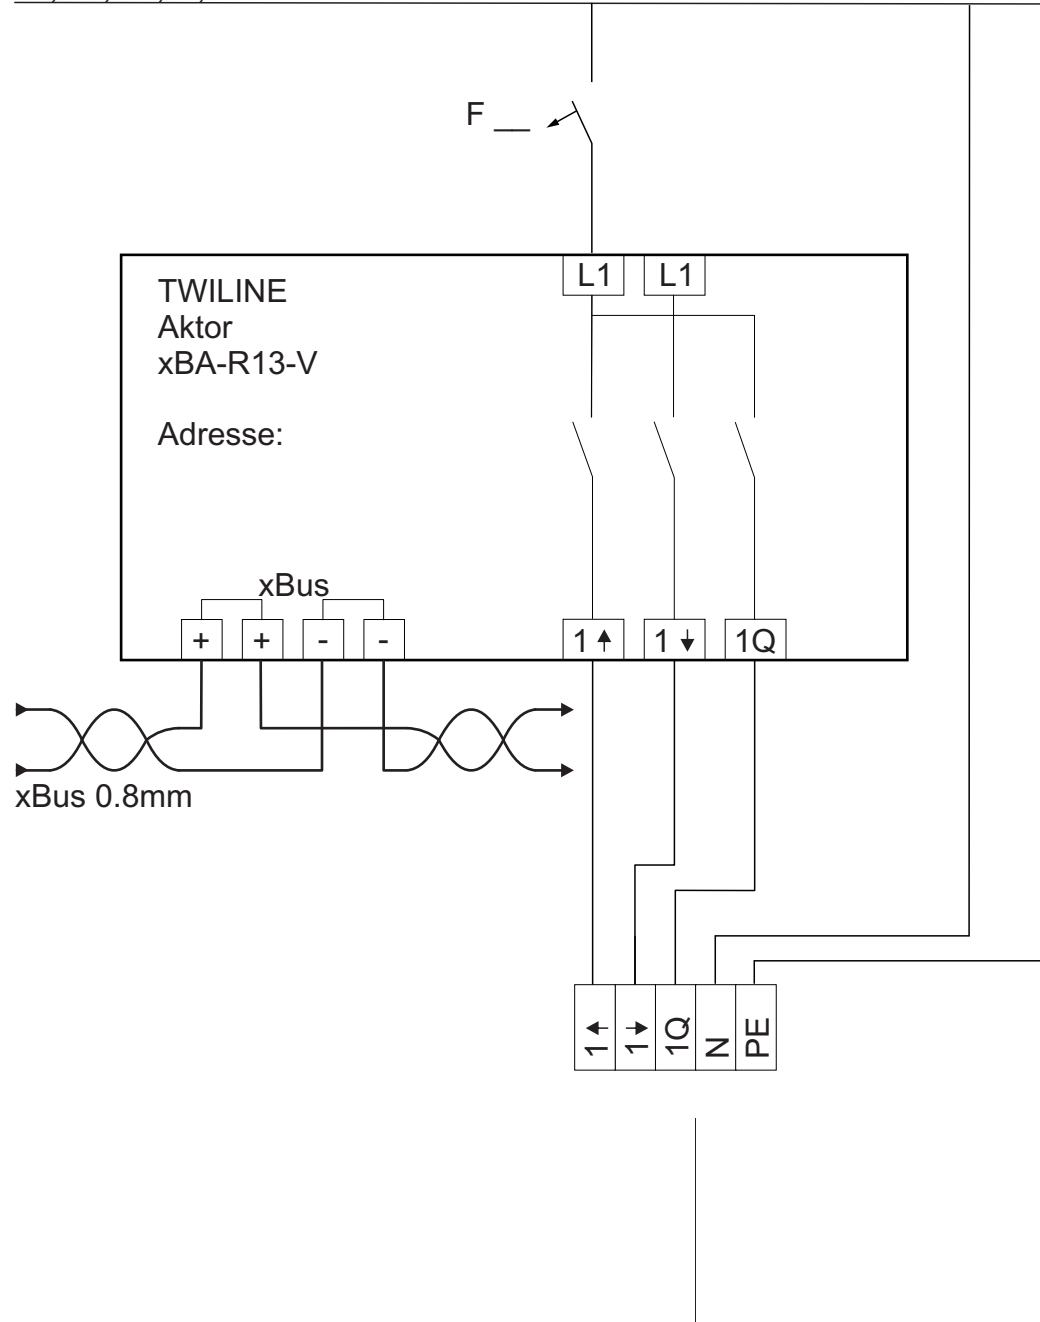 F __
L1 L1
TWILINE
Aktor
xBA-R13-V
Adresse:
xBus
+ + - - 1 ↑ 1 ↓ 1Q
xBus 0.8mm
1↑ 1↓ 1Q N PE